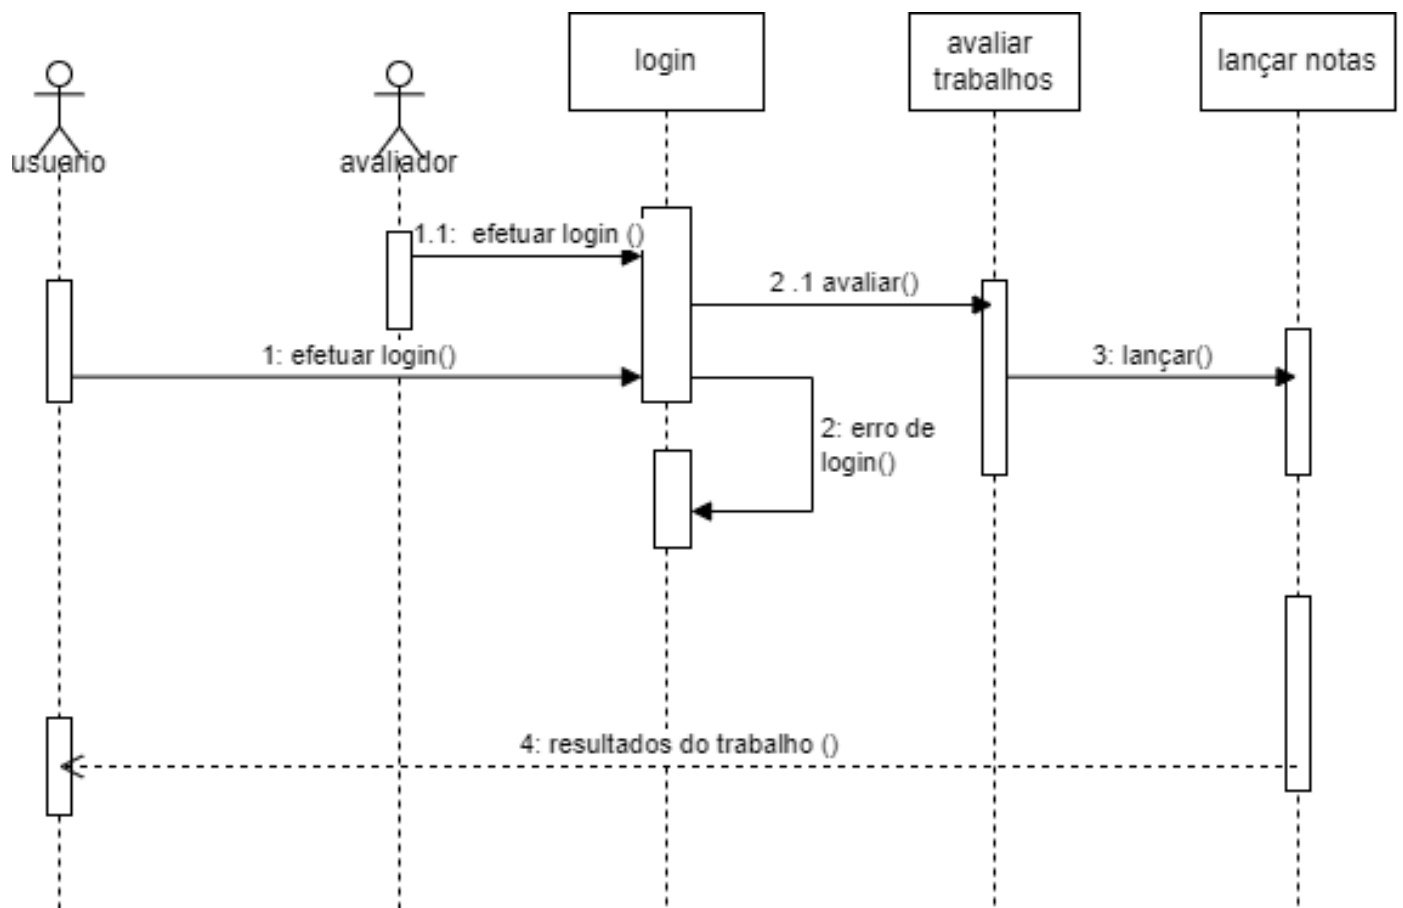 login
avaliar
trabalhos
lançar notas
usuario
avaliador
1.1:  efetuar login ()
2 .1 avaliar()
1: efetuar login()
3: lançar()
2: erro de
login()
4: resultados do trabalho ()